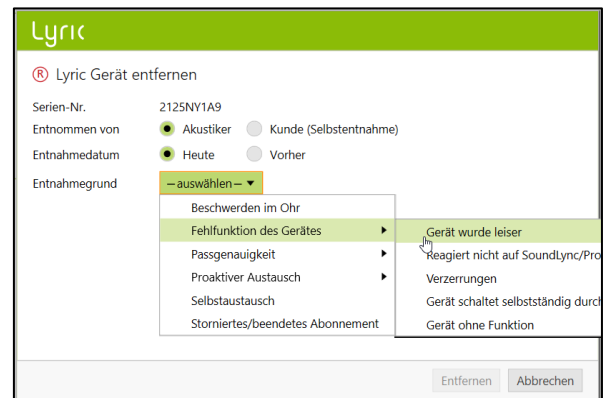 Lyric
R Lyric Gerät entfernen
Serien-Nr. 2125NY1A9
Entnommen von Akustiker Kunde (Selbstentnahme)
Entnahmedatum Heute Vorher
Entnahmegrund – auswählen –
Beschwerden im Ohr
Fehlfunktion des Gerätes
Passgenauigkeit
Proaktiver Austausch
Selbstaustausch
Storniertes/beendetes Abonnement
Gerät wurde leiser
Reagiert nicht auf SoundLync/Pro
Verzerrungen
Gerät schaltet selbstständig durch
Gerät ohne Funktion
Entfernen Abbrechen